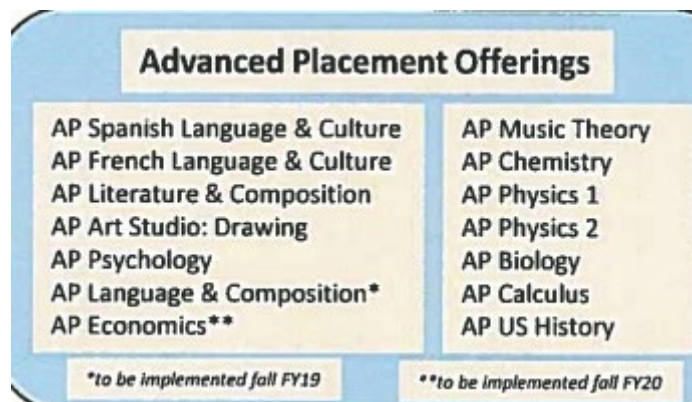 Advanced Placement Offerings
AP Spanish Language & Culture
AP French Language & Culture
AP Literature & Composition
AP Art Studio: Drawing
AP Psychology
AP Language & Composition*
AP Economics**
AP Music Theory
AP Chemistry
AP Physics 1
AP Physics 2
AP Biology
AP Calculus
AP US History
*to be implemented fall FY19
**to be implemented fall FY20